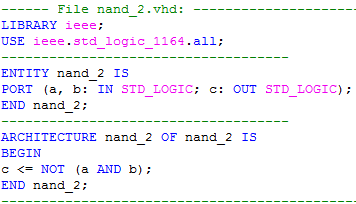 ------ File nand_2.vhd: ---------------------
LIBRARY ieee;
USE ieee.std_logic_1164.all;
------------------------------------
ENTITY nand_2 IS
PORT (a, b: IN STD_LOGIC; c: OUT STD_LOGIC);
END nand_2;
------------------------------------
ARCHITECTURE nand_2 OF nand_2 IS
BEGIN
c <= NOT (a AND b);
END nand_2;
---------------------------------------------